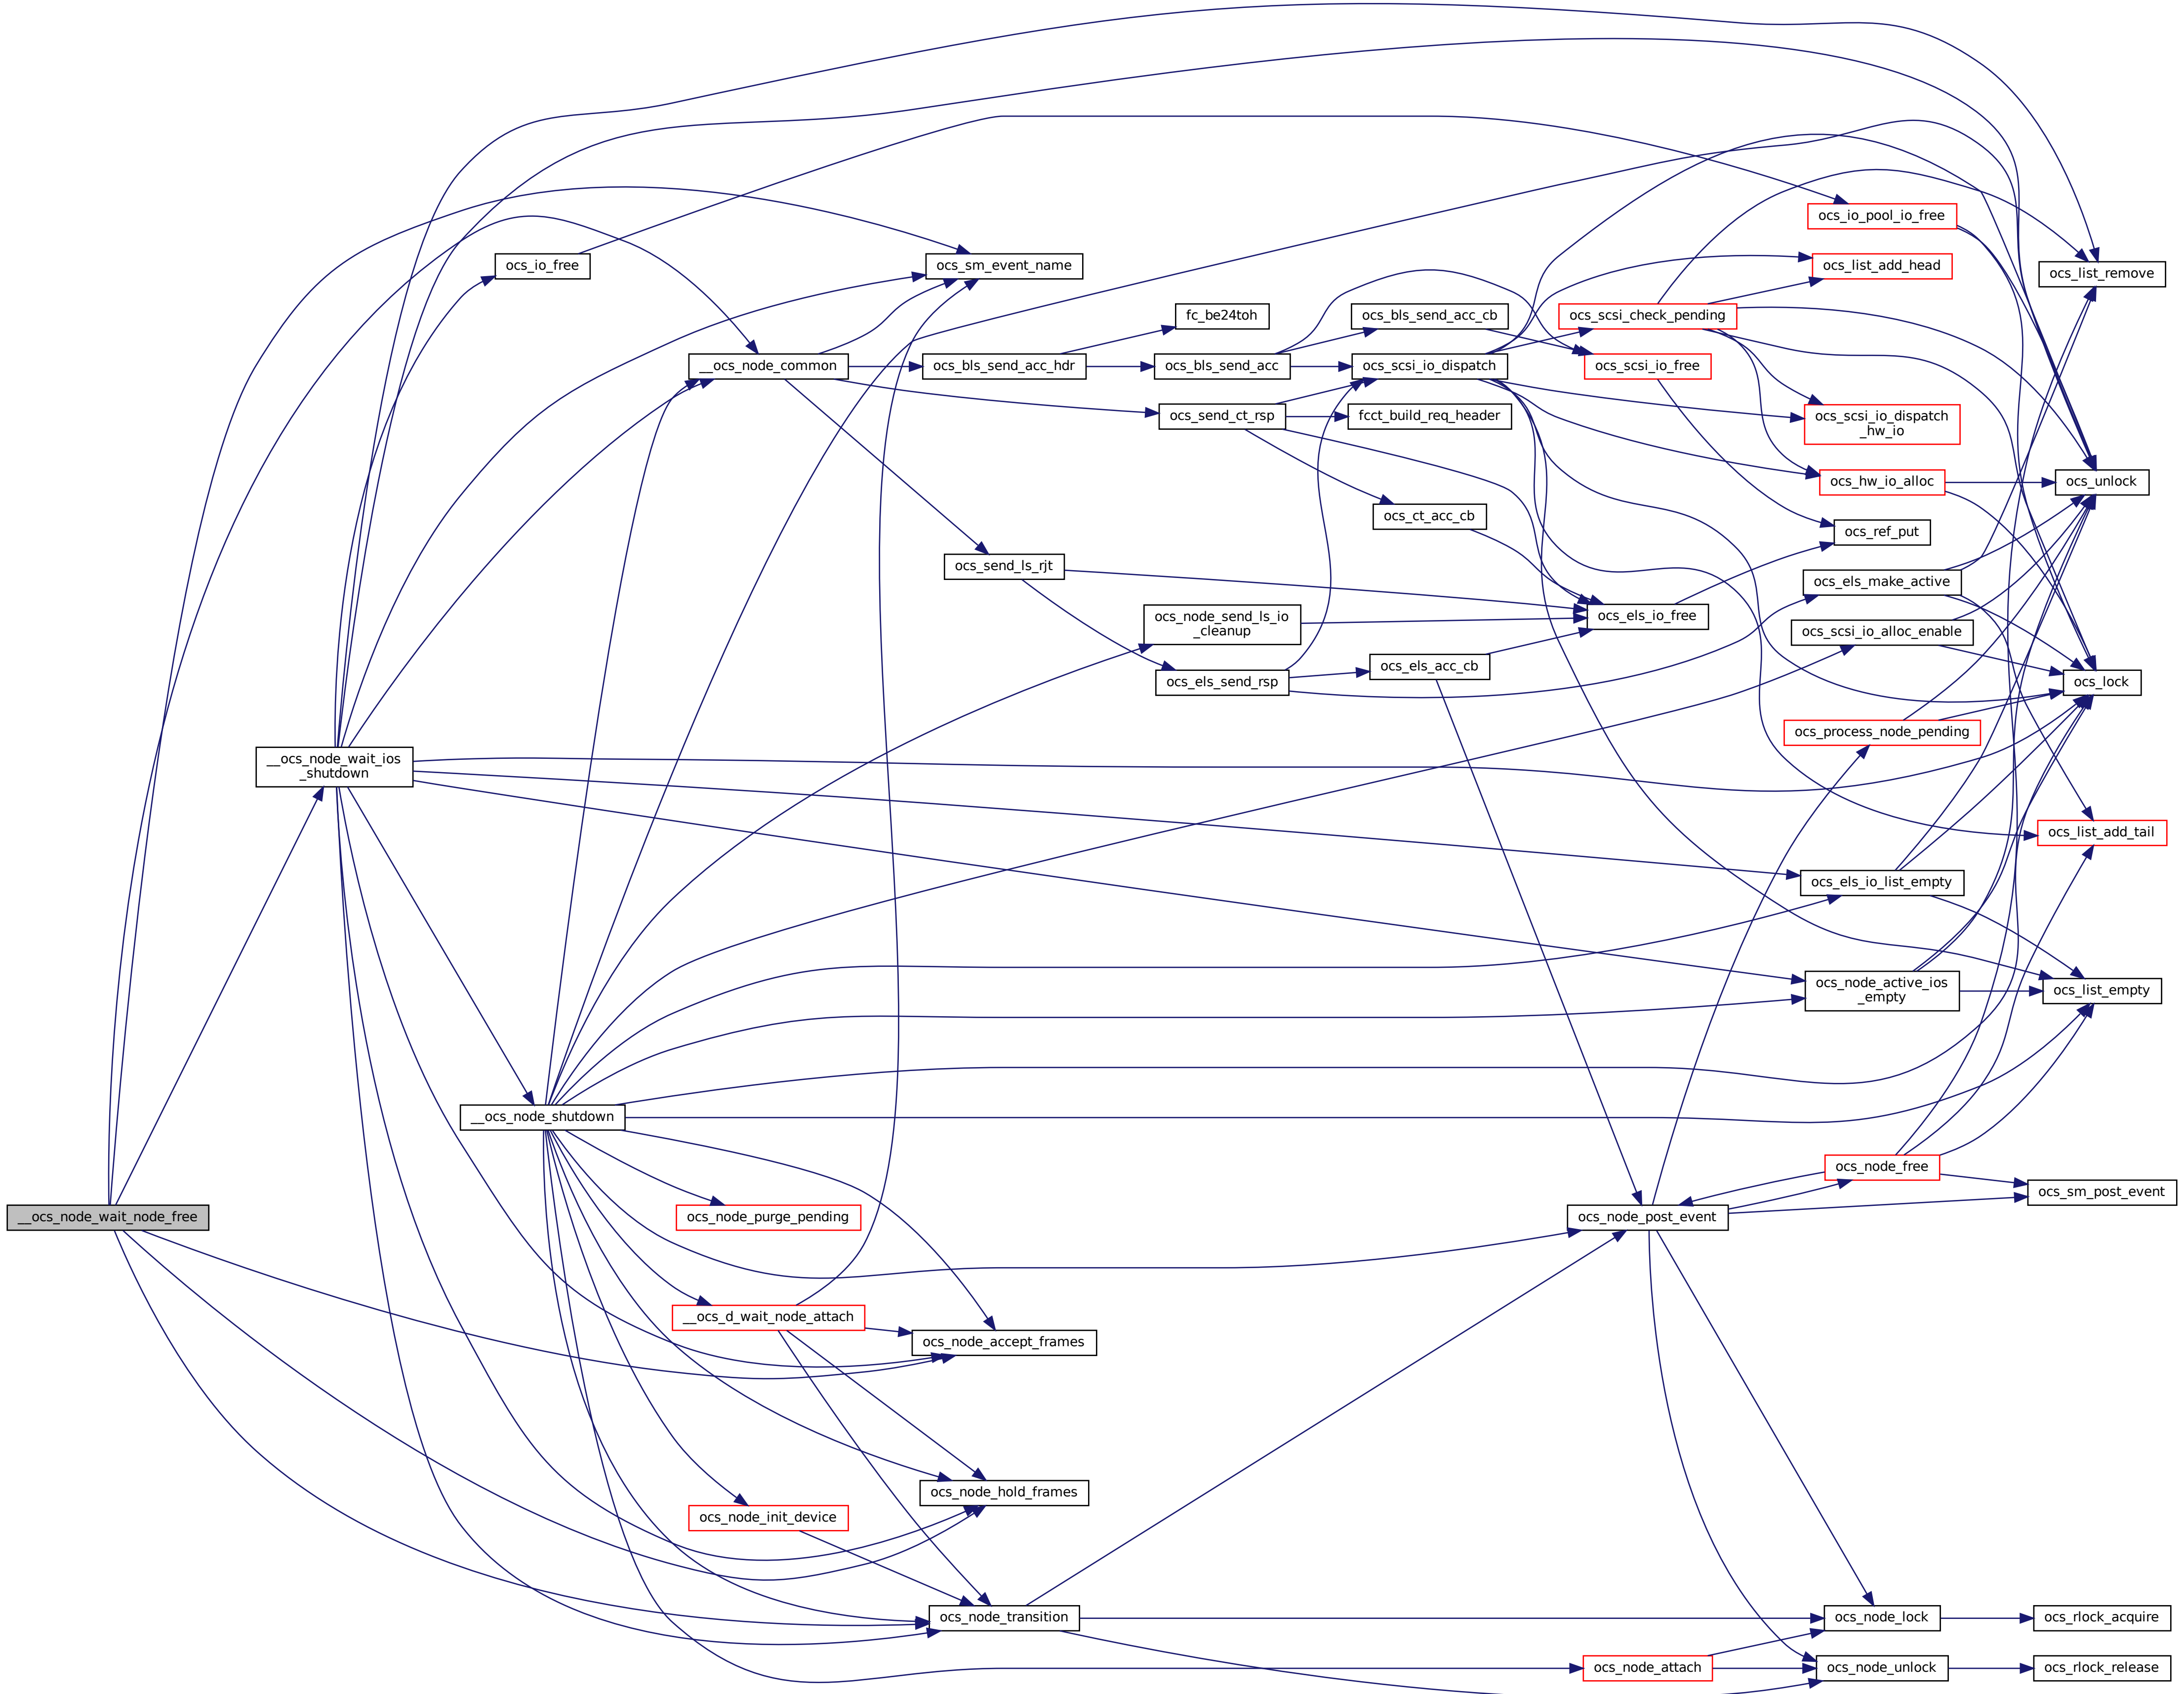 ocs_io_pool_io_free
ocs_io_free
ocs_sm_event_name
ocs_list_add_head
ocs_list_remove
fc_be24toh
ocs_bls_send_acc_cb
ocs_scsi_check_pending
__ocs_node_common
ocs_bls_send_acc_hdr
ocs_bls_send_acc
ocs_scsi_io_dispatch
ocs_scsi_io_free
ocs_send_ct_rsp
fcct_build_req_header
ocs_scsi_io_dispatch
_hw_io
ocs_hw_io_alloc
ocs_unlock
ocs_ct_acc_cb
ocs_ref_put
ocs_send_ls_rjt
ocs_els_make_active
ocs_node_send_ls_io
_cleanup
ocs_els_io_free
ocs_scsi_io_alloc_enable
ocs_els_acc_cb
ocs_els_send_rsp
ocs_lock
ocs_process_node_pending
__ocs_node_wait_ios
_shutdown
ocs_list_add_tail
ocs_els_io_list_empty
ocs_node_active_ios
_empty
ocs_list_empty
__ocs_node_shutdown
ocs_node_free
ocs_sm_post_event
__ocs_node_wait_node_free
ocs_node_purge_pending
ocs_node_post_event
__ocs_d_wait_node_attach
ocs_node_accept_frames
ocs_node_hold_frames
ocs_node_init_device
ocs_node_transition
ocs_node_lock
ocs_rlock_acquire
ocs_node_attach
ocs_node_unlock
ocs_rlock_release